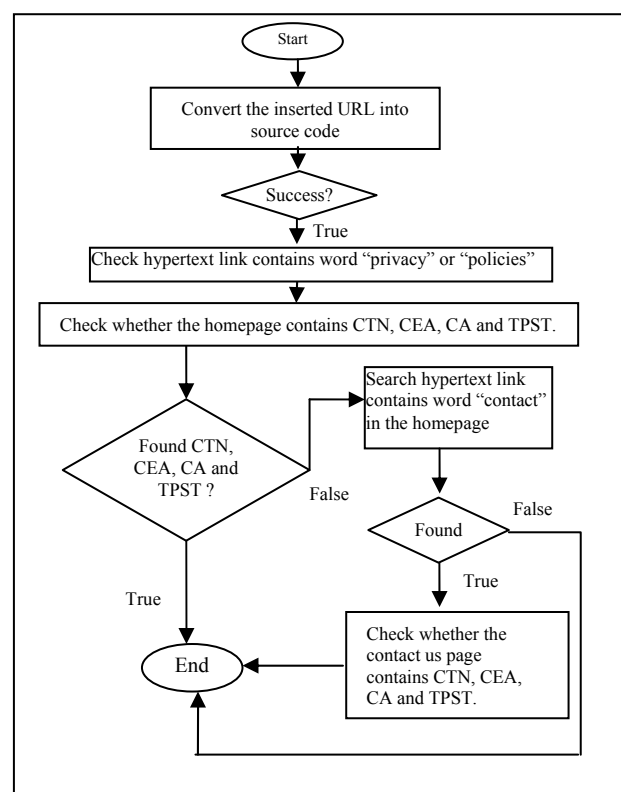 Start
Convert the inserted URL into
source code
Success?
True
Check hypertext link contains word “privacy” or “policies”
Check whether the homepage contains CTN, CEA, CA and TPST.
Found CTN,
CEA, CA and
TPST ?
False
True
Search hypertext link
contains word “contact”
in the homepage
Found
False
True
Check whether the
contact us page
contains CTN, CEA,
CA and TPST.
End